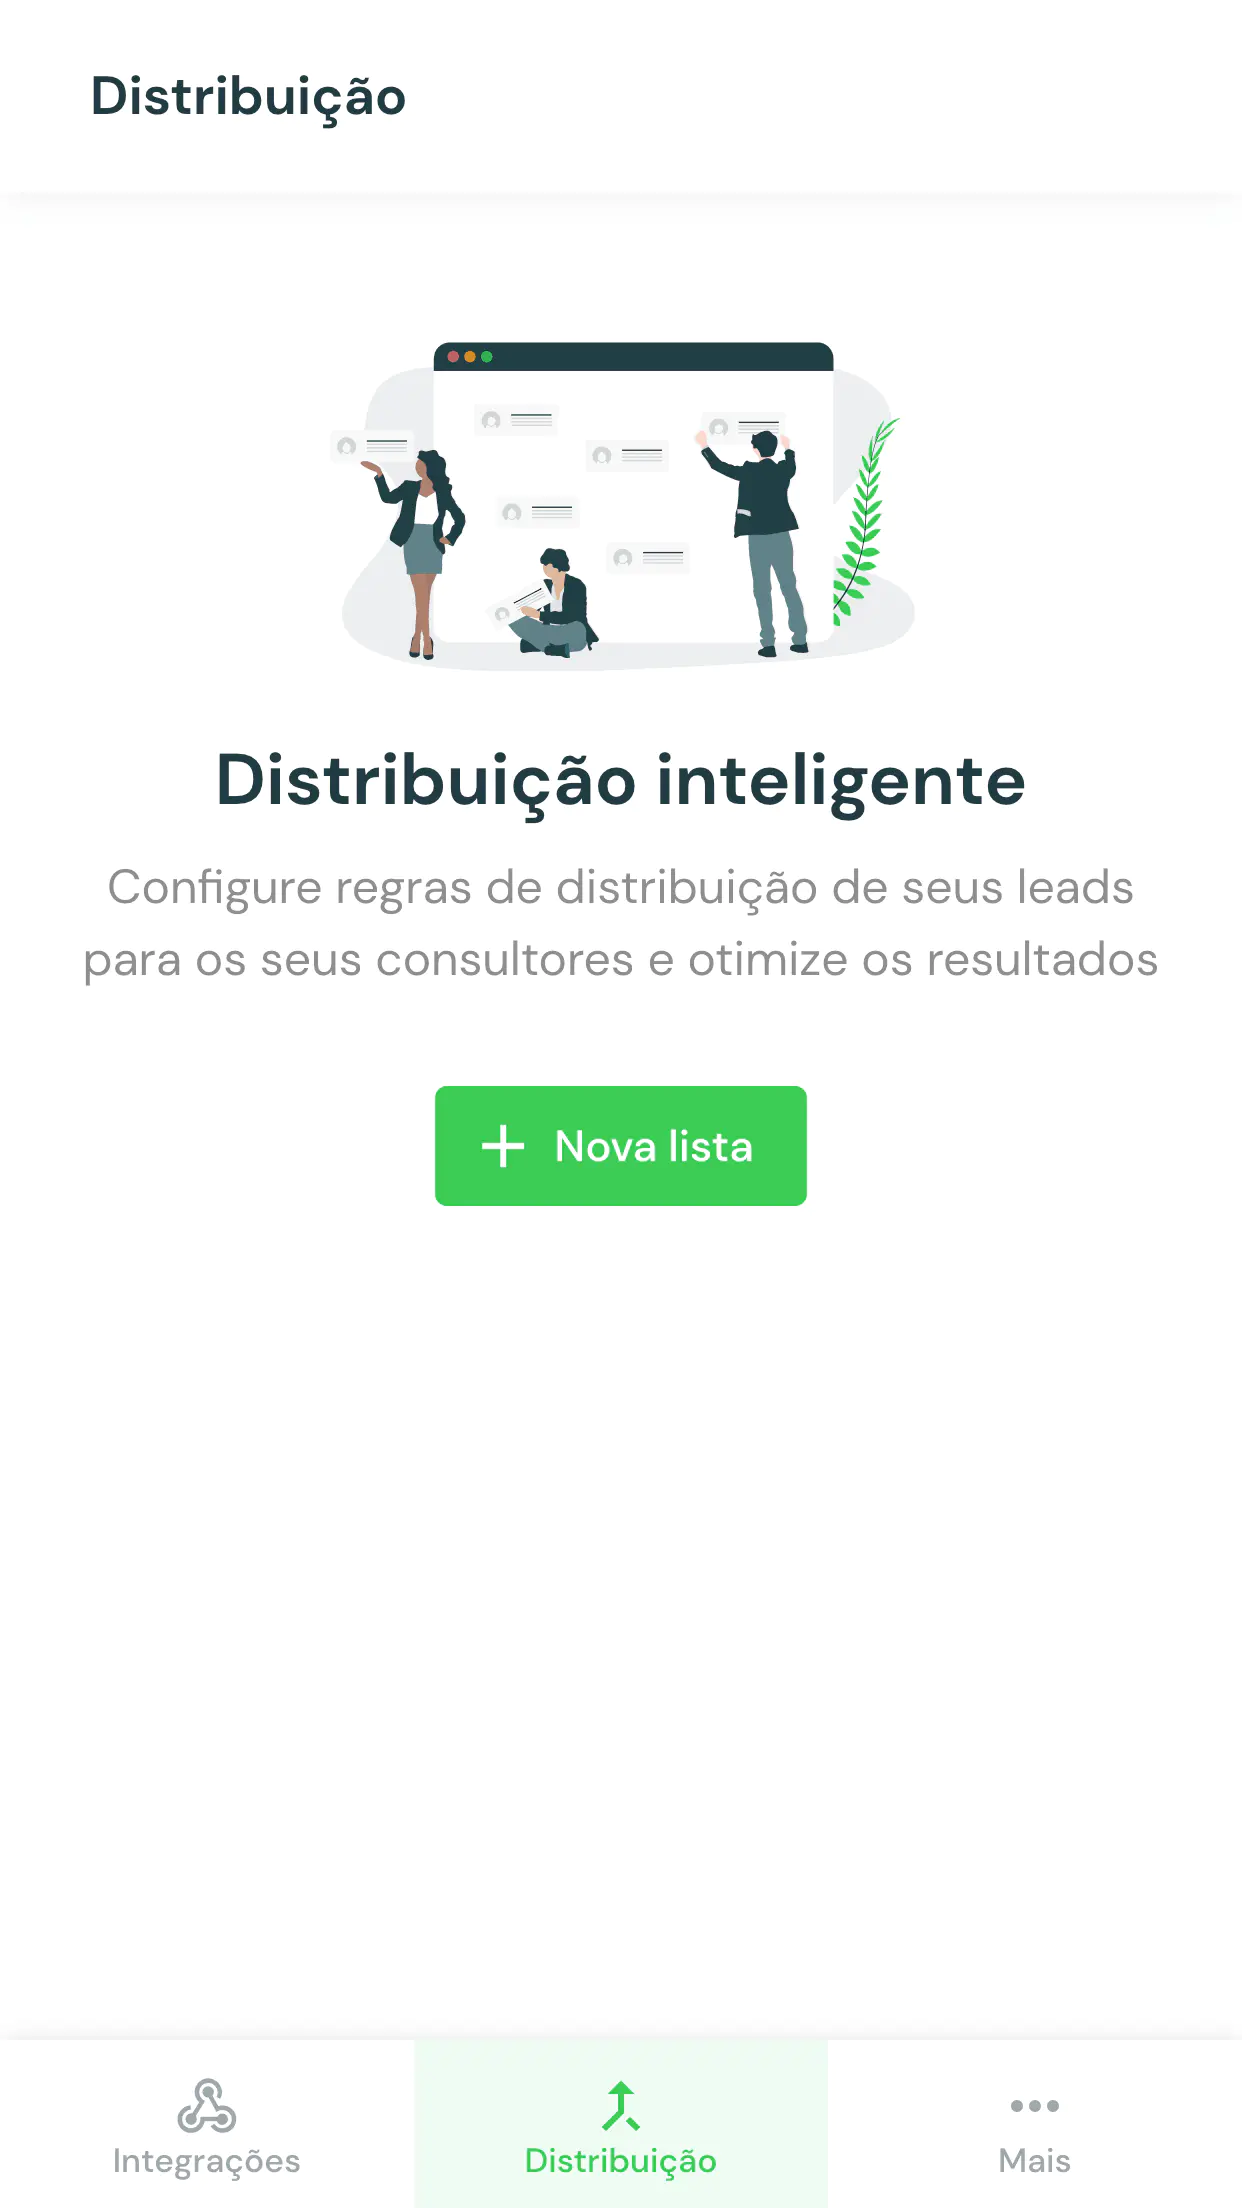 Distribuição
Distribuição inteligente
Configure regras de distribuição de seus leads
para os seus consultores e otimize os resultados
Nova lista
Integrações
Distribuição
Mais